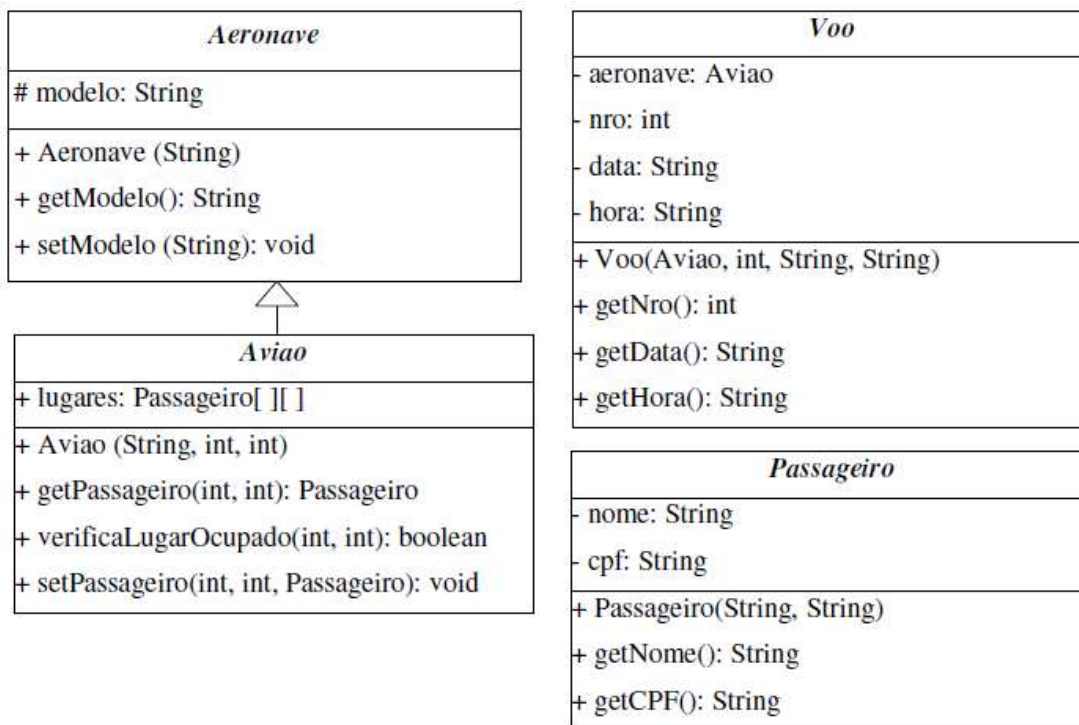 Aeronave
# modelo: String
+ Aeronave (String)
+ getModelo(): String
+ setModelo (String): void
Aviao
+ lugares: Passageiro[ ][ ]
+ Aviao (String, int, int)
+ getPassageiro(int, int): Passageiro
+ verificaLugarOcupado(int, int): boolean
+ setPassageiro(int, int, Passageiro): void
Voo
- aeronave: Aviao
- nro: int
- data: String
- hora: String
+ Voo(Aviao, int, String, String)
+ getNro(): int
+ getData(): String
+ getHora(): String
Passageiro
- nome: String
- cpf: String
+ Passageiro(String, String)
+ getNome(): String
+ getCPF(): String